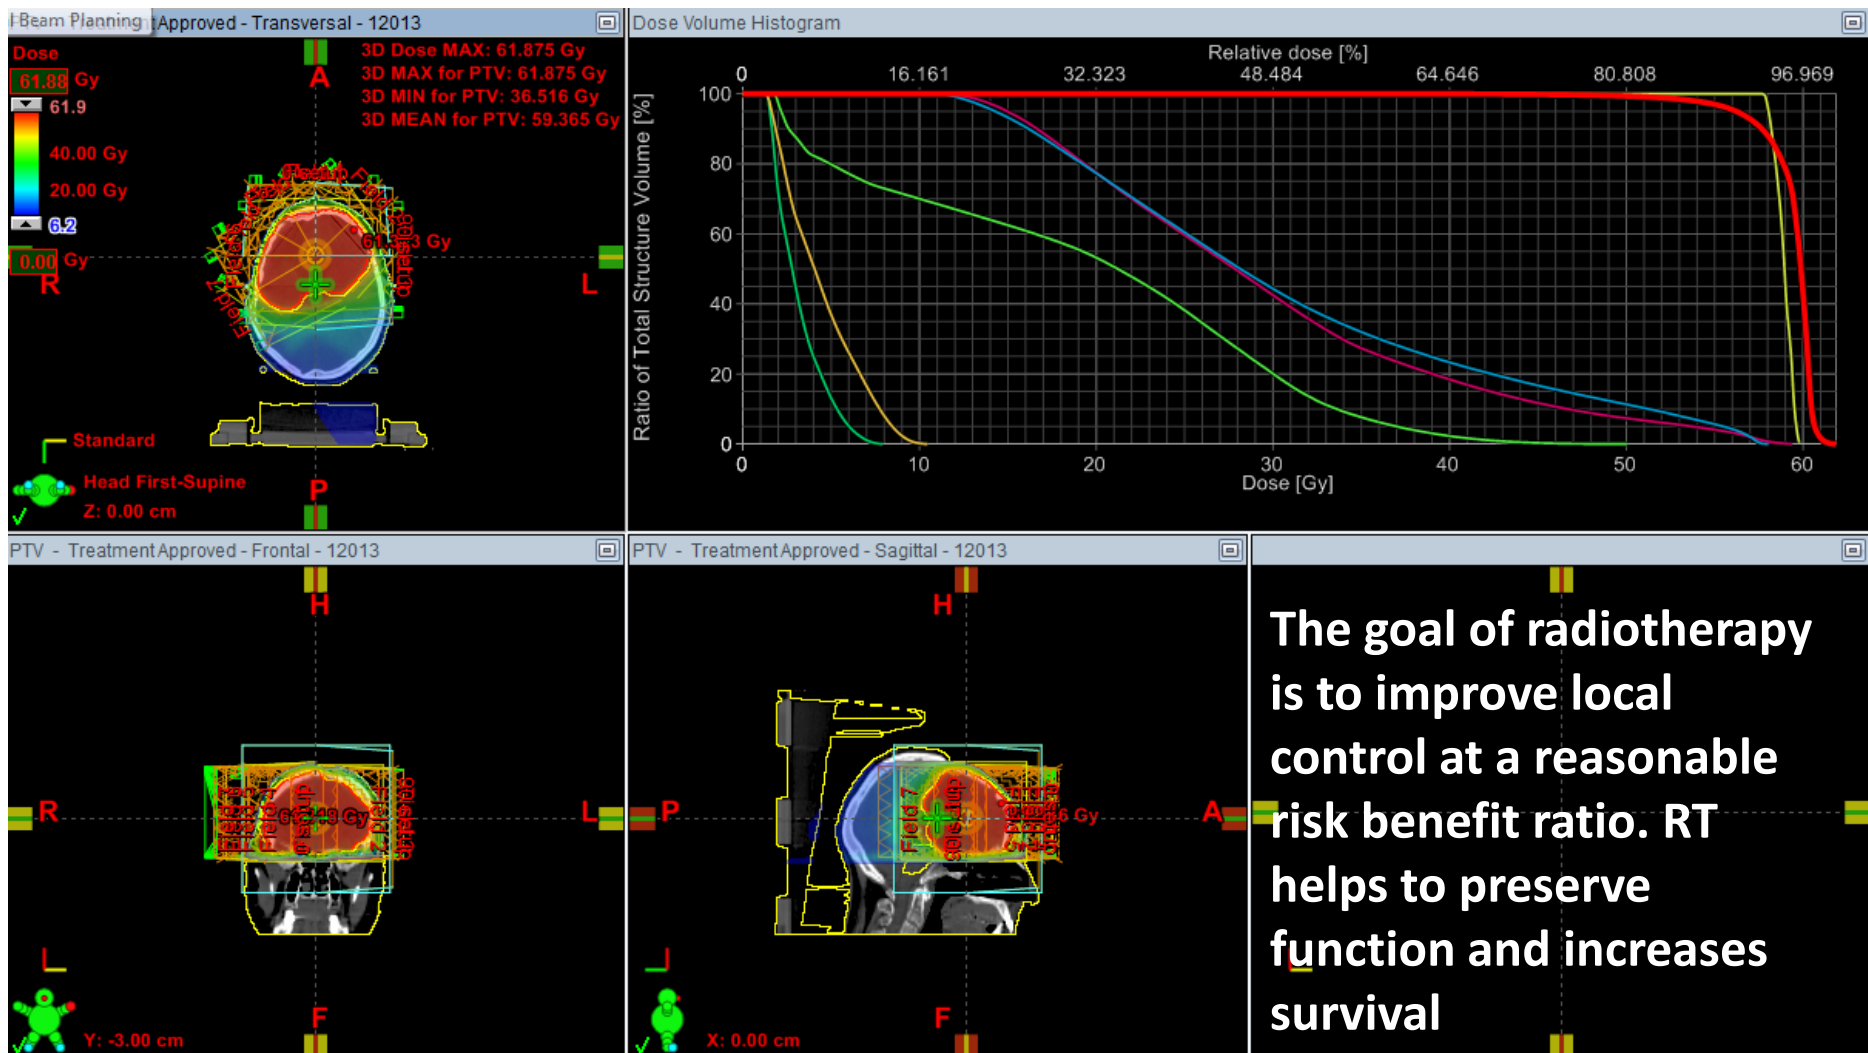 Beam Planning
Approved - Transversal - 12013
Dose
61.88 Gy
61.9
40.00 Gy
20.00 Gy
6.2
0.00 Gy
A
3D Dose MAX: 61.875 Gy
3D MAX for PTV: 61.875 Gy
3D MIN for PTV: 36.516 Gy
3D MEAN for PTV: 59.365 Gy
R
L
Standard
Head First-Supine
Z: 0.00 cm
P
Dose Volume Histogram
Relative dose [%]
0 16.161 32.323 48.484 64.646 80.808 96.969
Ratio of Total Structure Volume [%]
100
80
60
40
20
0
0 10 20 30 40 50 60
Dose [Gy]
PTV - Treatment Approved - Frontal - 12013
H
R
L
F
Y: -3.00 cm
PTV - Treatment Approved - Sagittal - 12013
H
P
Field 7
A
F
X: 0.00 cm
The goal of radiotherapy
is to improve local
control at a reasonable
risk benefit ratio. RT
helps to preserve
function and increases
survival